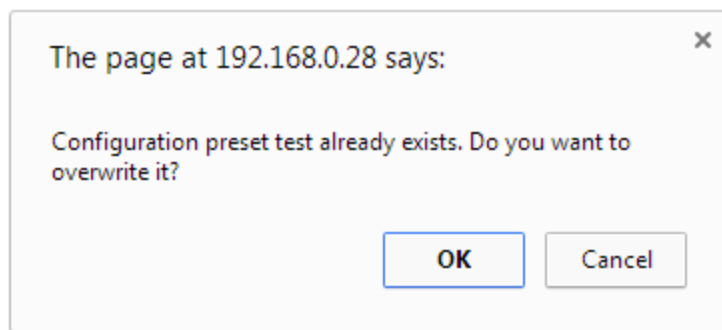 The page at 192.168.0.28 says:
Configuration preset test already exists. Do you want to
overwrite it?
OK
Cancel